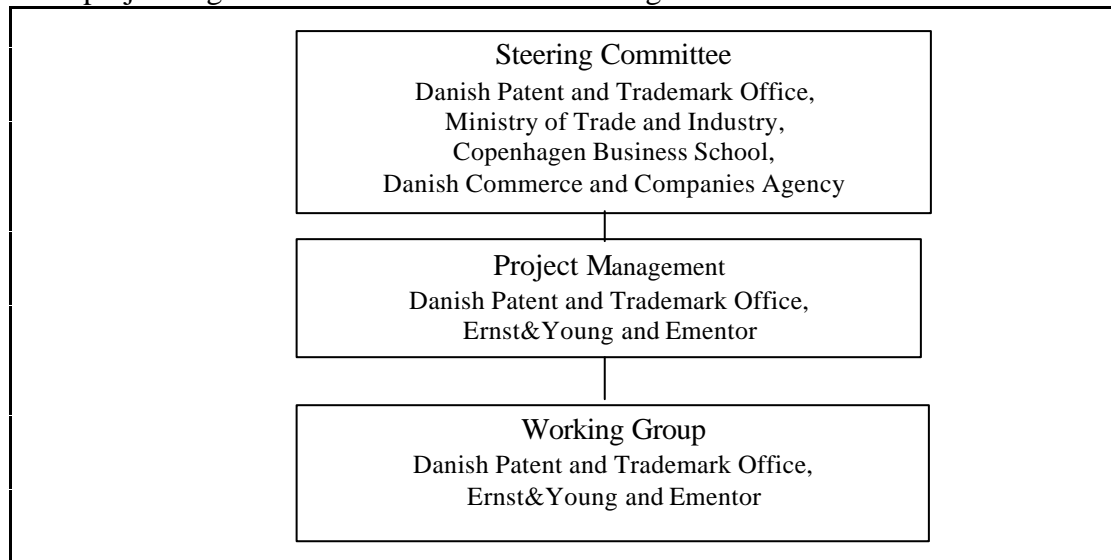 Steering Committee
Danish Patent and Trademark Office,
Ministry of Trade and Industry,
Copenhagen Business School,
Danish Commerce and Companies Agency
Project Management
Danish Patent and Trademark Office,
Ernst&Young and Ementor
Working Group
Danish Patent and Trademark Office,
Ernst&Young and Ementor